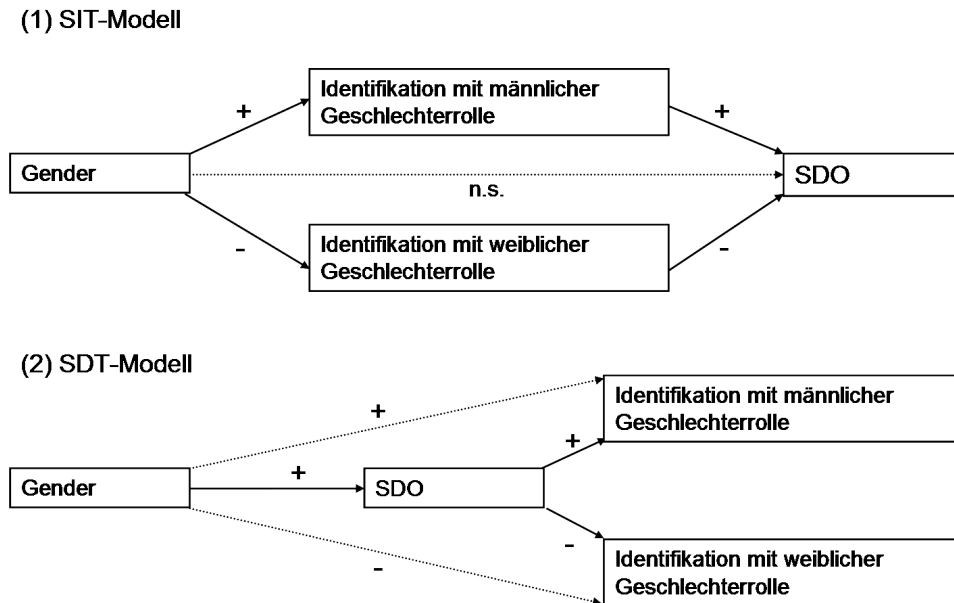 (1) SIT-Modell
Identifikation mit männlicher
Geschlechterrolle
+
+
Gender
SDO
n.s.
-
-
Identifikation mit weiblicher
Geschlechterrolle
(2) SDT-Modell
Identifikation mit männlicher
Geschlechterrolle
+
+
+
Gender
SDO
-
-
Identifikation mit weiblicher
Geschlechterrolle